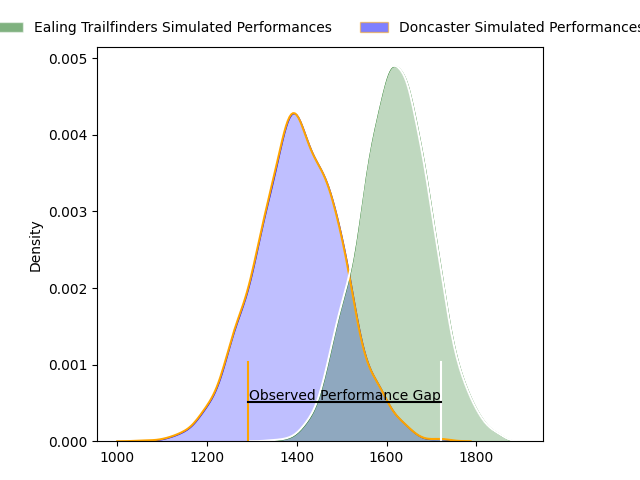 Ealing Trailfinders Simulated Performances
Doncaster Simulated Performances
0.005
0.004
0.003
0.002
0.001
0.000
Density
Observed Performance Gap
1000 1200 1400 1600 1800